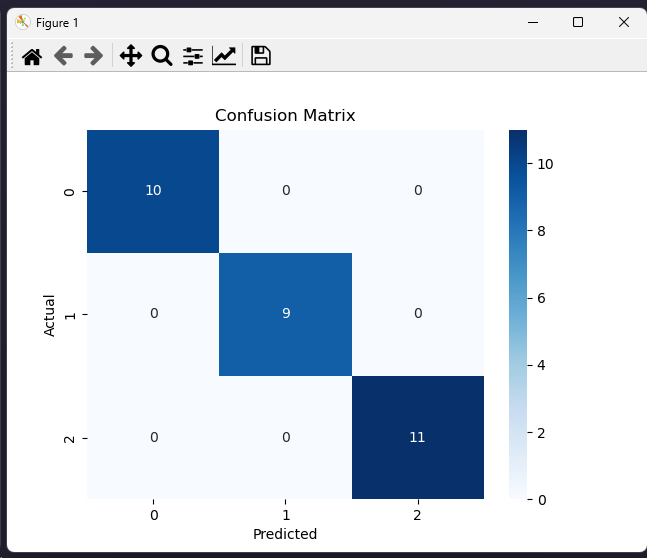 Figure 1
Confusion Matrix
0 10 0 0
1 0 9 0
2 0 0 11
Actual
0 1 2
Predicted
10
8
6
4
2
0